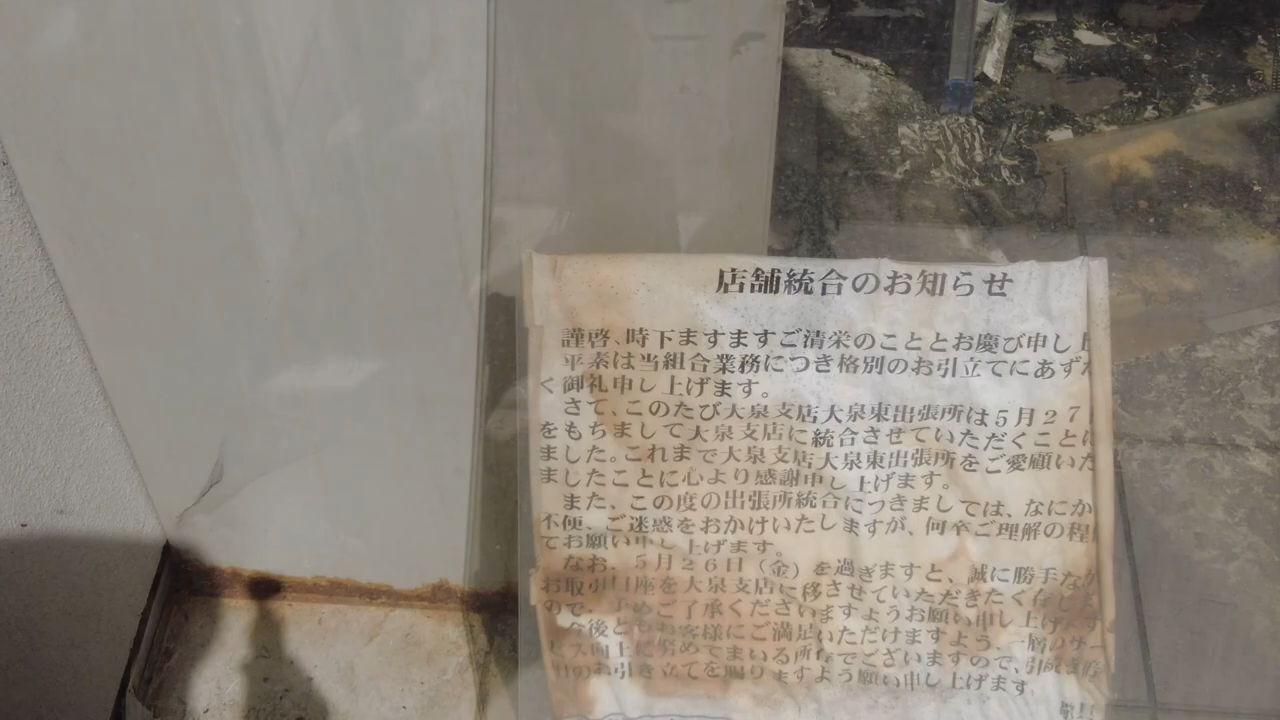 店舗統合のお知らせ
謹啓、時下ますますご清栄のこととお慶び申し上
平素は当組合業務につき格別のお引立てにあずか
く御礼申し上げます。
さて、このたび大泉支店大泉東出張所は5月27
をもちまして大泉支店に統合させていただくことに
ました。これまで大泉支店大泉東出張所をご愛顧いた
ましたことに心より感謝申し上げます。
また、この度の出張所統合につきましては、なにか
不便、ご迷惑をおかけいたしますが、何卒ご理解の程
てお願い申し上げます。
なお、5月26日(金)を過ぎますと、誠に勝手なが
お取引口座を大泉支店に移させていただきたく存じ
ので、予めご了承くださいますようお願い申し上げ
今後ともお客様にご満足いただけますよう、一層のサー
ビス向上に努めてまいる所存でございますので、引
のお引き立てを賜りますよう願い申し上げます。
敬具